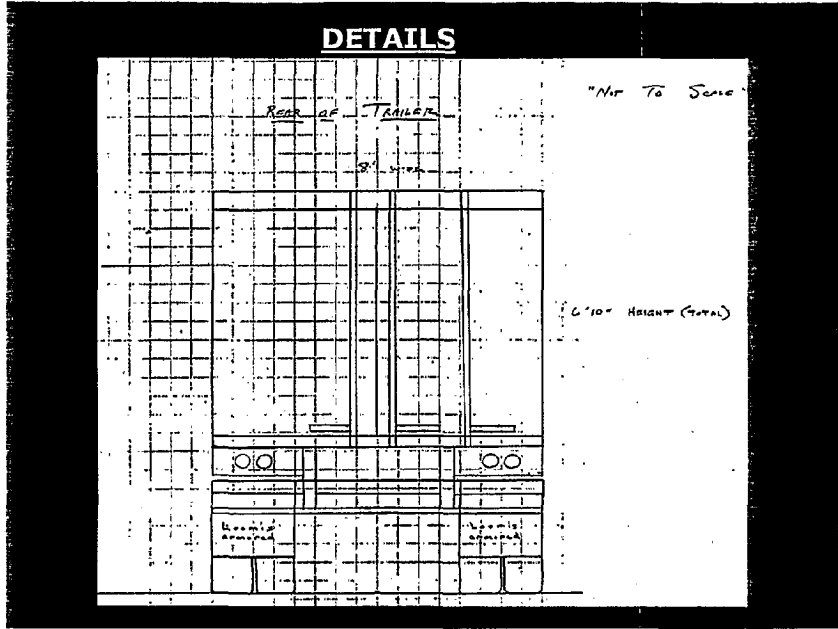 DETAILS
"NOT TO SCALE"
REAR OF TRAILER
8' WIDE
6'10" HEIGHT (TOTAL)
Loomis
armored
Loomis
armored